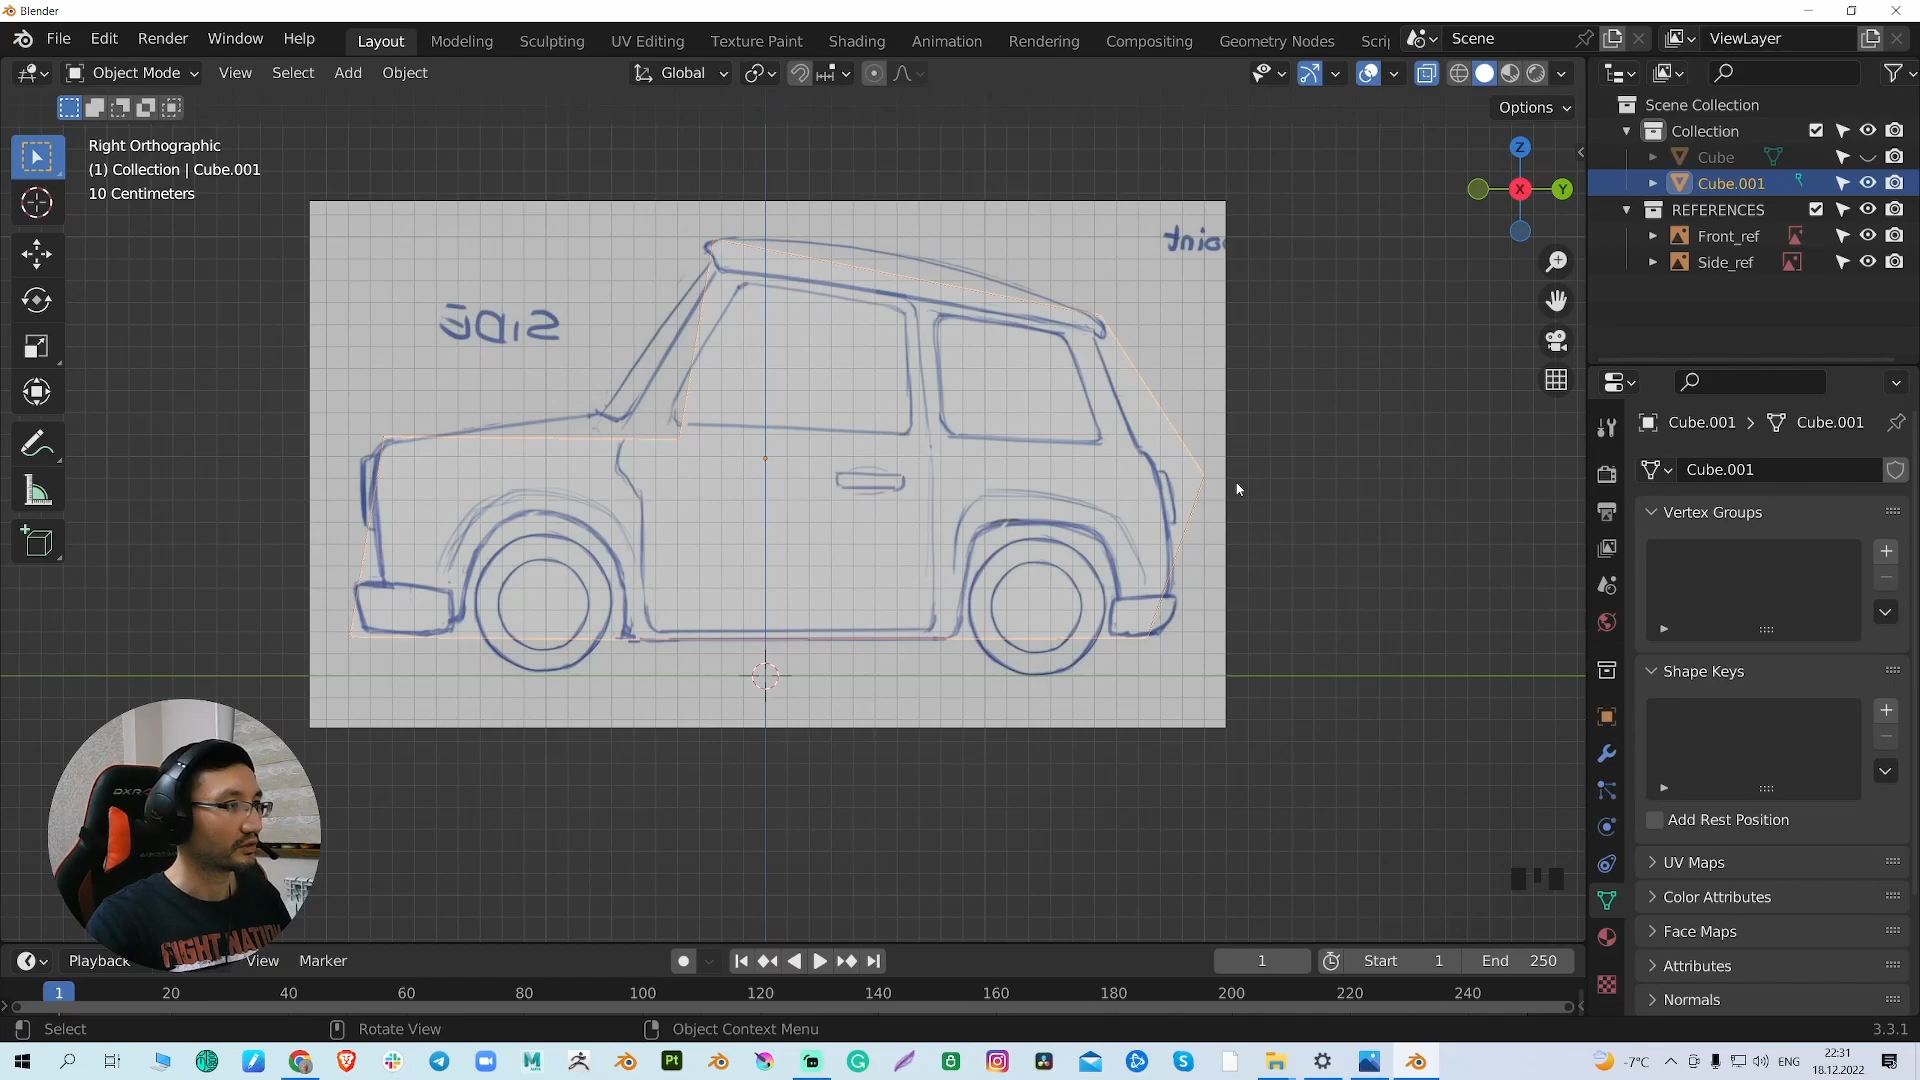 Blender
File Edit Render Window Help Layout Modeling Sculpting UV Editing Texture Paint Shading Animation Rendering Compositing Geometry Nodes Scrip Scene ViewLayer
Object Mode View Select Add Object Global
Options
Right Orthographic
(1) Collection | Cube.001
10 Centimeters
Z
X
Y
SIDE
Scene Collection
Collection
Cube
Cube.001
REFERENCES
Front_ref
Side_ref
Cube.001 > Cube.001
Cube.001
Vertex Groups
Shape Keys
Add Rest Position
UV Maps
Color Attributes
Face Maps
Attributes
Normals
DXR
FIGHT NATION
Playback View Marker 1 Start 1 End 250
1 20 40 60 80 100 120 140 160 180 200 220 240
Select Rotate View Object Context Menu 3.3.1
Pt
-7°C ENG 22:31
18.12.2022